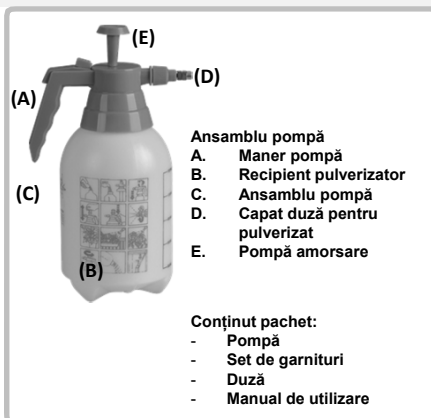 (E)
(D)
(A)
Ansamblu pompă
A. Maner pompă
B. Recipient pulverizator
(C)
C. Ansamblu pompă
D. Capat duză pentru
pulverizat
E. Pompă amorsare
(B)
Conținut pachet:
- Pompă
- Set de garnituri
- Duză
- Manual de utilizare